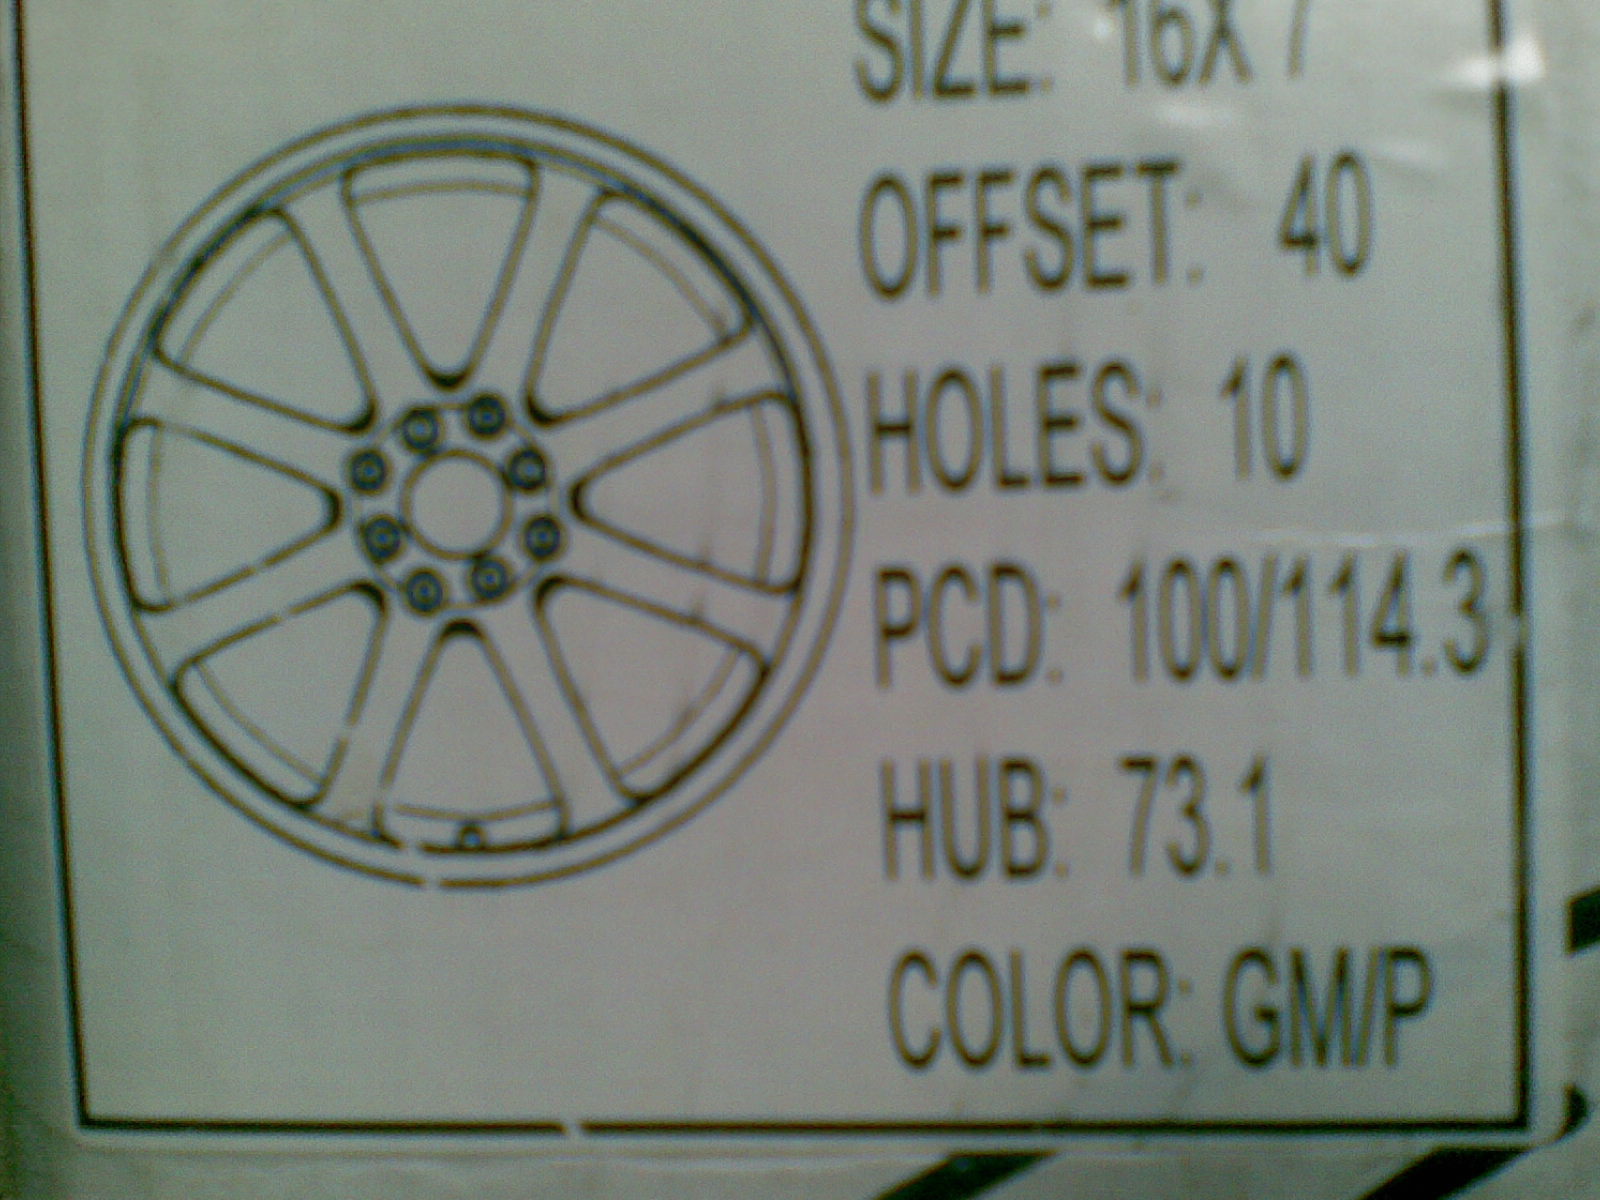 SIZE: 16X 7
OFFSET: 40
HOLES: 10
PCD: 100/114.3
HUB: 73.1
COLOR: GM/P